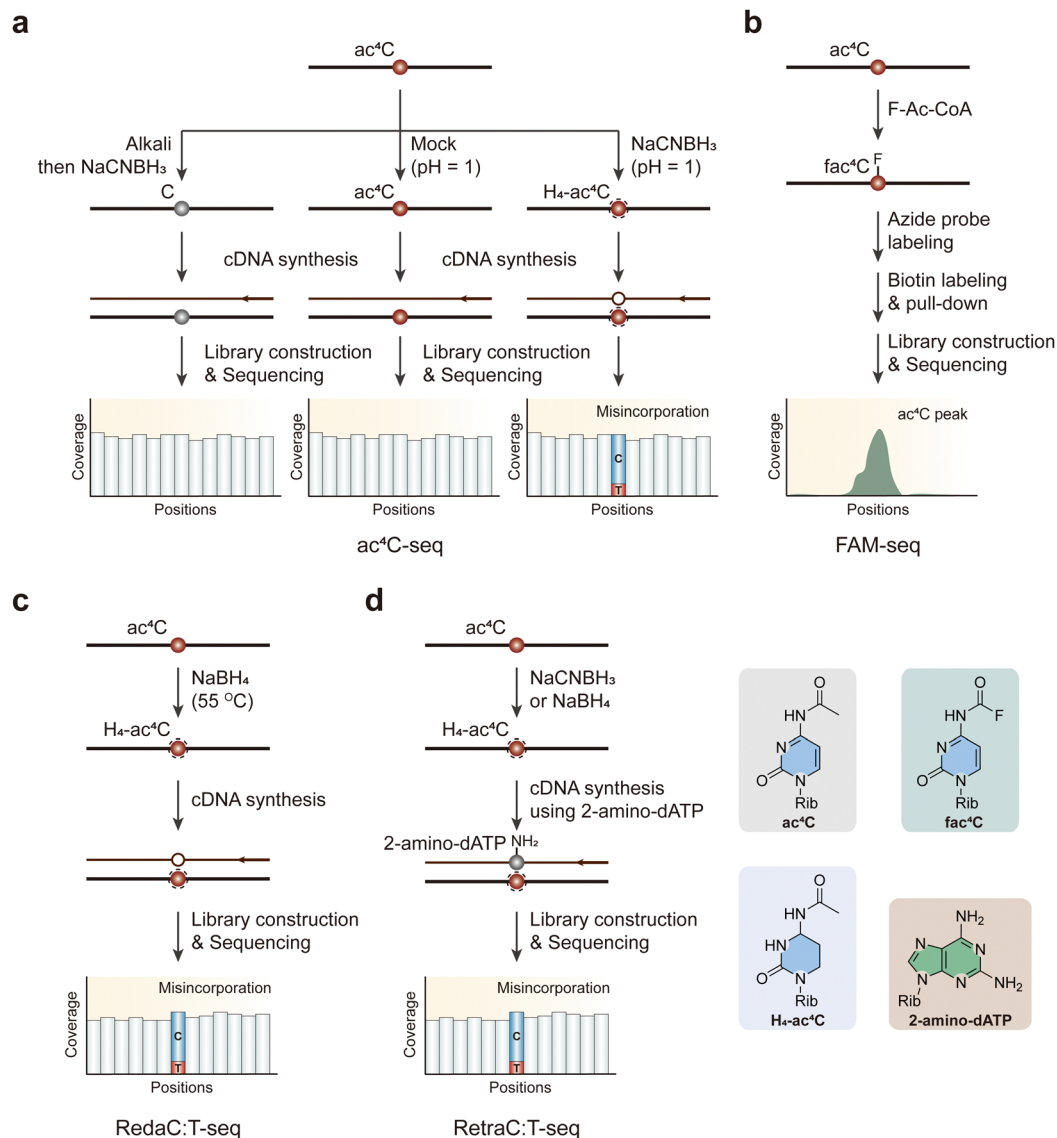 a
ac⁴C
Alkali
then NaCNBH₃
Mock
(pH = 1)
NaCNBH₃
(pH = 1)
C
ac⁴C
H₄-ac⁴C
cDNA synthesis
cDNA synthesis
Library construction
& Sequencing
Library construction
& Sequencing
Coverage
Positions
Coverage
Positions
Misincorporation
C
T
Coverage
Positions
ac⁴C-seq
b
ac⁴C
F-Ac-CoA
F
fac⁴C
Azide probe
labeling
Biotin labeling
& pull-down
Library construction
& Sequencing
ac⁴C peak
Coverage
Positions
FAM-seq
c
ac⁴C
NaBH₄
(55 ᴼC)
H₄-ac⁴C
cDNA synthesis
Library construction
& Sequencing
Misincorporation
C
T
Coverage
Positions
RedaC:T-seq
d
ac⁴C
NaCNBH₃
or NaBH₄
H₄-ac⁴C
cDNA synthesis
using 2-amino-dATP
2-amino-dATP NH₂
Library construction
& Sequencing
Misincorporation
C
T
Coverage
Positions
RetraC:T-seq
O
NH
N
O
N
Rib
ac⁴C
O
NH
F
N
O
N
Rib
fac⁴C
O
HN
HN
O
N
Rib
H₄-ac⁴C
NH₂
N
N
N
N
NH₂
Rib
2-amino-dATP